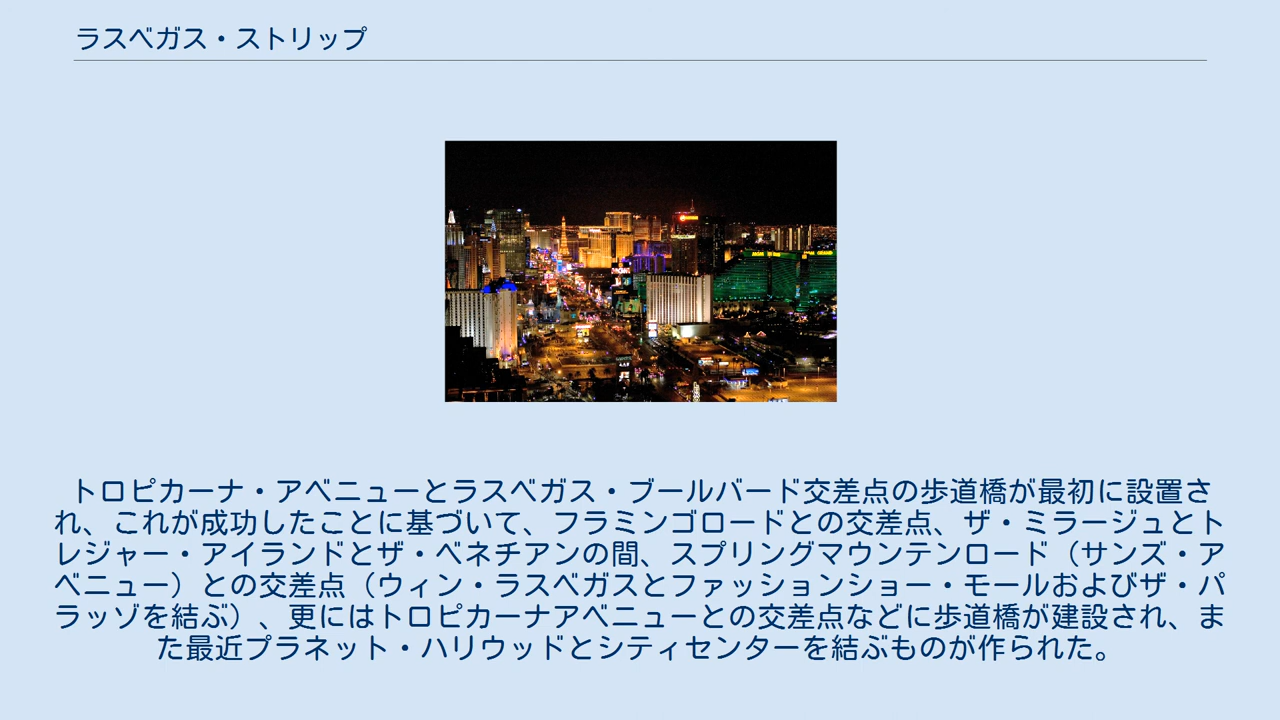 ラスベガス・ストリップ
トロピカーナ・アベニューとラスベガス・ブールバード交差点の歩道橋が最初に設置さ
れ、これが成功したことに基づいて、フラミンゴロードとの交差点、ザ・ミラージュとト
レジャー・アイランドとザ・ベネチアンの間、スプリングマウンテンロード（サンズ・ア
ベニュー）との交差点（ウィン・ラスベガスとファッションショー・モールおよびザ・パ
ラッゾを結ぶ）、更にはトロピカーナアベニューとの交差点などに歩道橋が建設され、ま
た最近プラネット・ハリウッドとシティセンターを結ぶものが作られた。